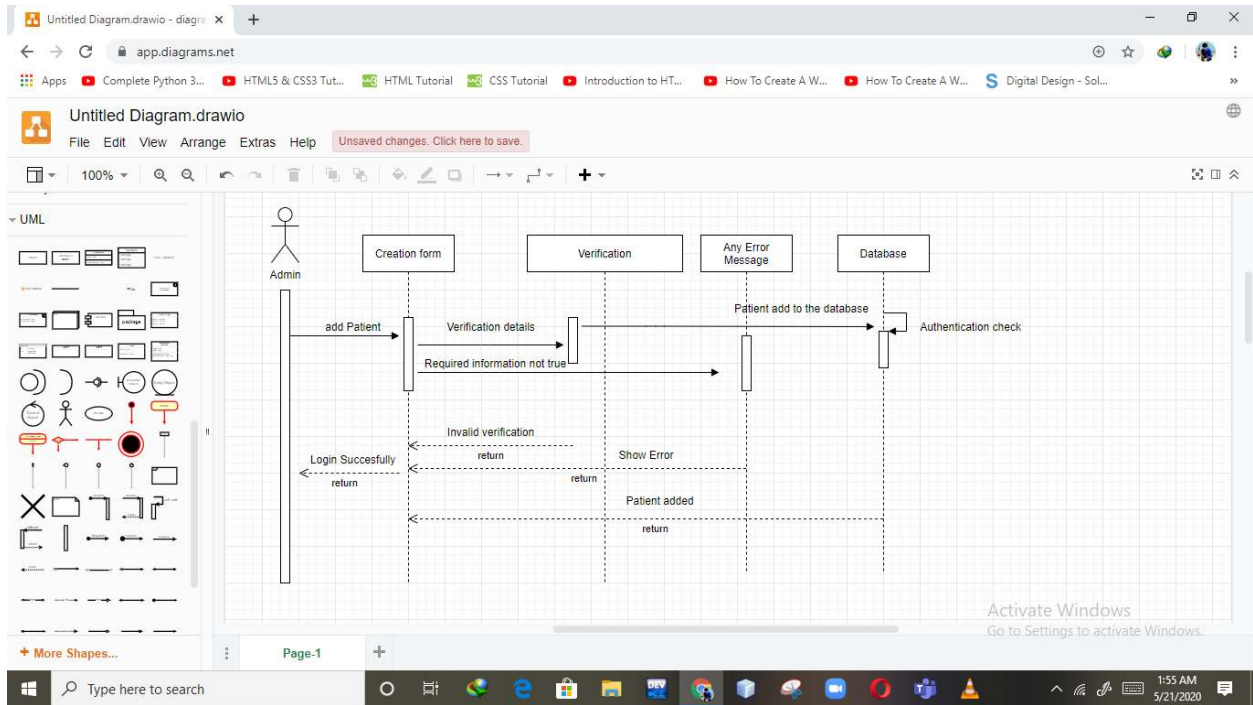 Untitled Diagram.drawio - diagra
app.diagrams.net
Apps Complete Python 3... HTML5 & CSS3 Tut... HTML Tutorial CSS Tutorial Introduction to HT... How To Create A W... How To Create A W... Digital Design - Sol...
Untitled Diagram.drawio
File Edit View Arrange Extras Help Unsaved changes. Click here to save.
100%
UML
Admin
Creation form
Verification
Any Error
Message
Database
Patient add to the database
add Patient
Verification details
Authentication check
Required information not true
package
Invalid verification
return
Show Error
Login Succesfully
return
return
Patient added
return
Activate Windows
Go to Settings to activate Windows.
+ More Shapes...
Page-1
Type here to search
DEV
1:55 AM
5/21/2020